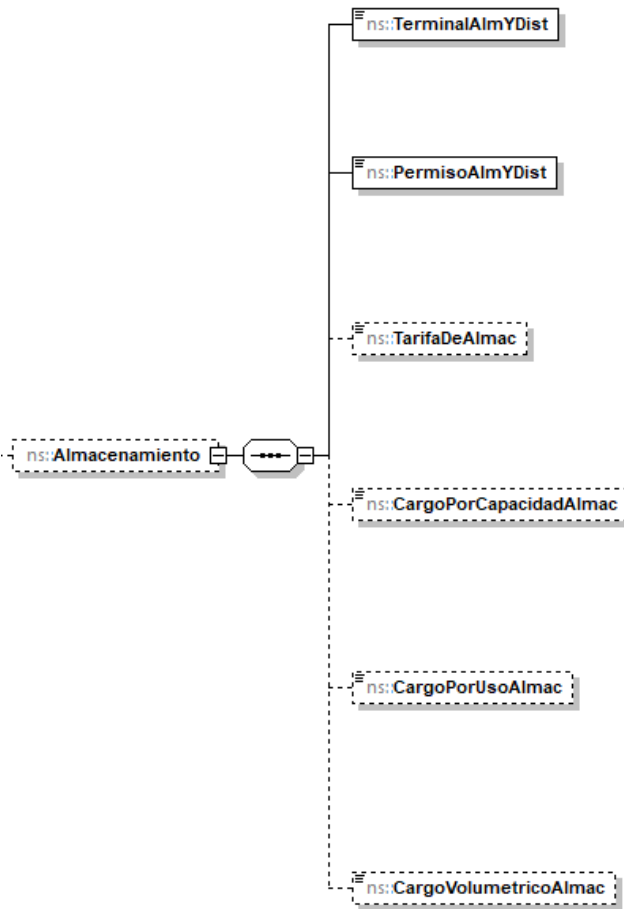 ns::TerminalAlmYDist
ns::PermisoAlmYDist
ns::TarifaDeAlmac
ns::Almacenamiento
ns::CargoPorCapacidadAlmac
ns::CargoPorUsoAlmac
ns::CargoVolumetricoAlmac